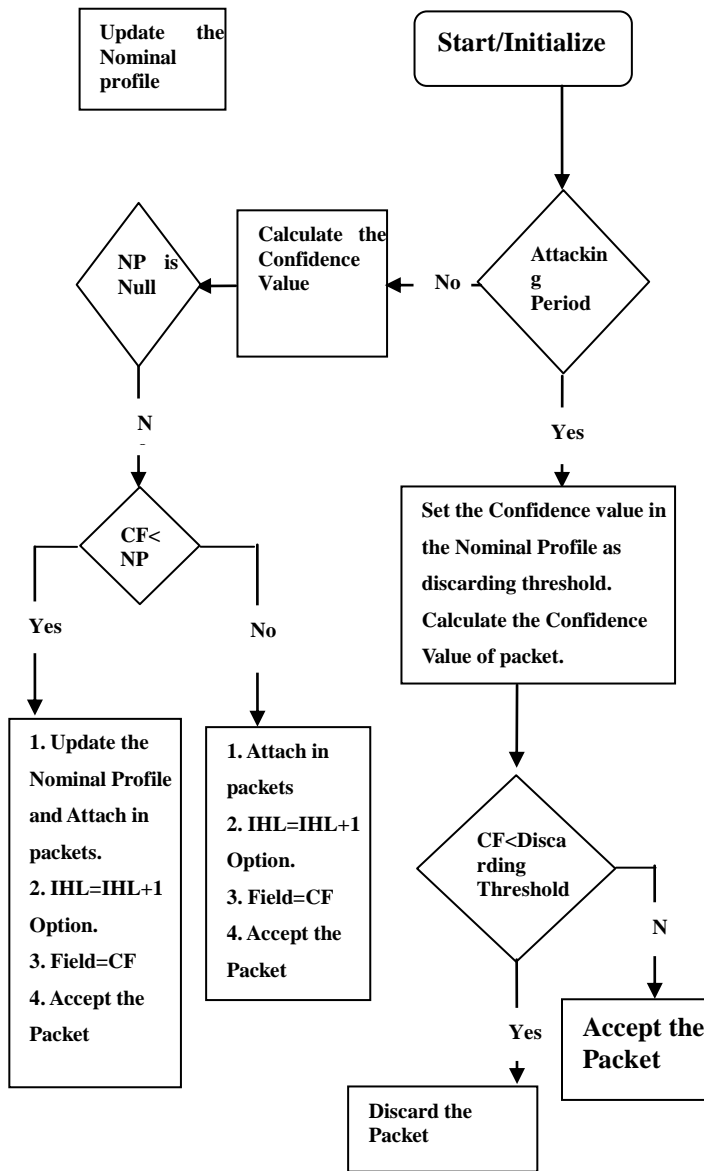 Update the
Nominal
profile
Start/Initialize
NP is
Null
Calculate the
Confidence
Value
No
Attackin
g
Period
N
Yes
CF<
NP
Set the Confidence value in
the Nominal Profile as
discarding threshold.
Calculate the Confidence
Value of packet.
Yes
No
1. Update the
Nominal Profile
and Attach in
packets.
2. IHL=IHL+1
Option.
3. Field=CF
4. Accept the
Packet
1. Attach in
packets
2. IHL=IHL+1
Option.
3. Field=CF
4. Accept the
Packet
CF<Disca
rding
Threshold
N
Yes
Accept the
Packet
Discard the
Packet